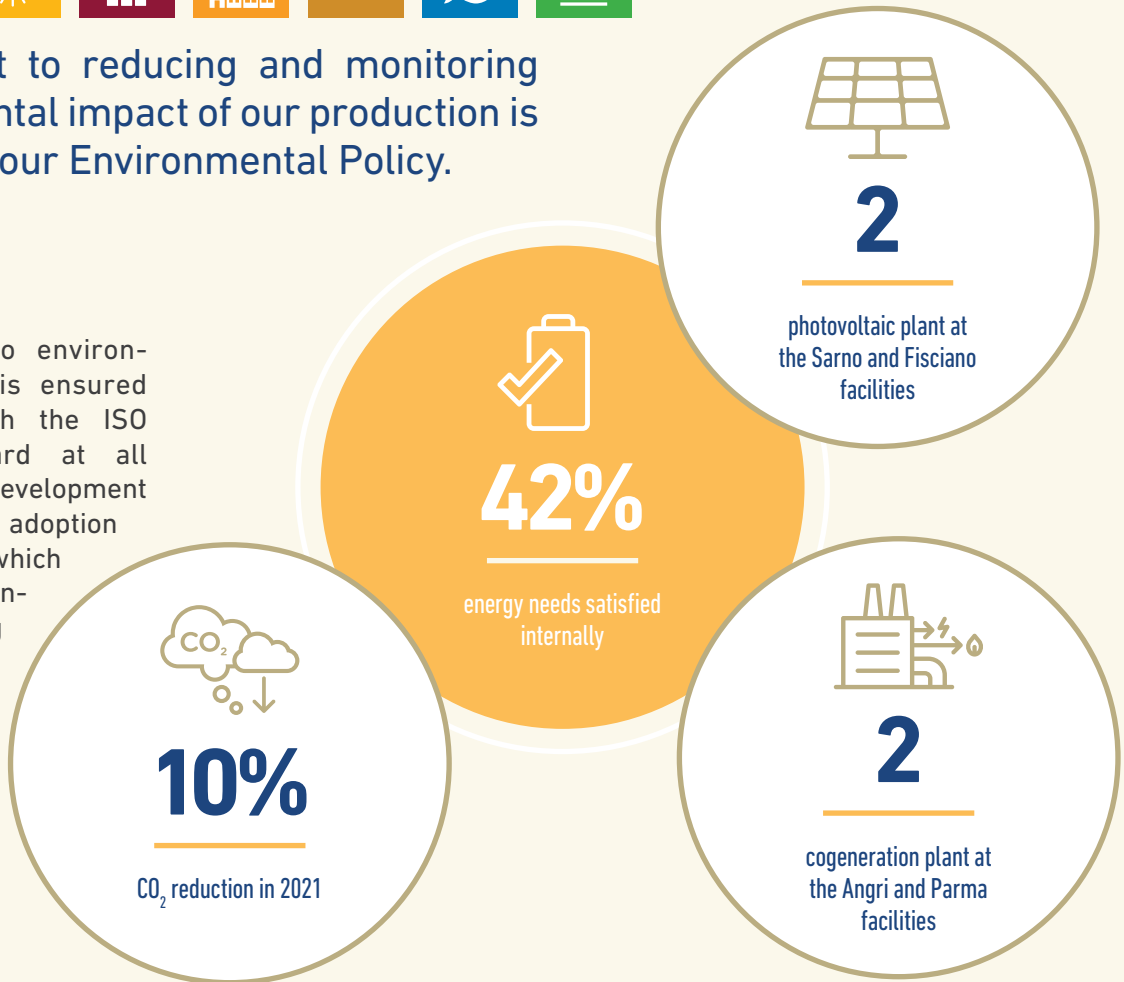 t to reducing and monitoring
ntal impact of our production is
our Environmental Policy.
2
photovoltaic plant at
the Sarno and Fisciano
facilities
o environ-
is ensured
h the ISO
ard at all
evelopment
adoption
which
n-
42%
energy needs satisfied
internally
CO₂
10%
CO₂ reduction in 2021
2
cogeneration plant at
the Angri and Parma
facilities